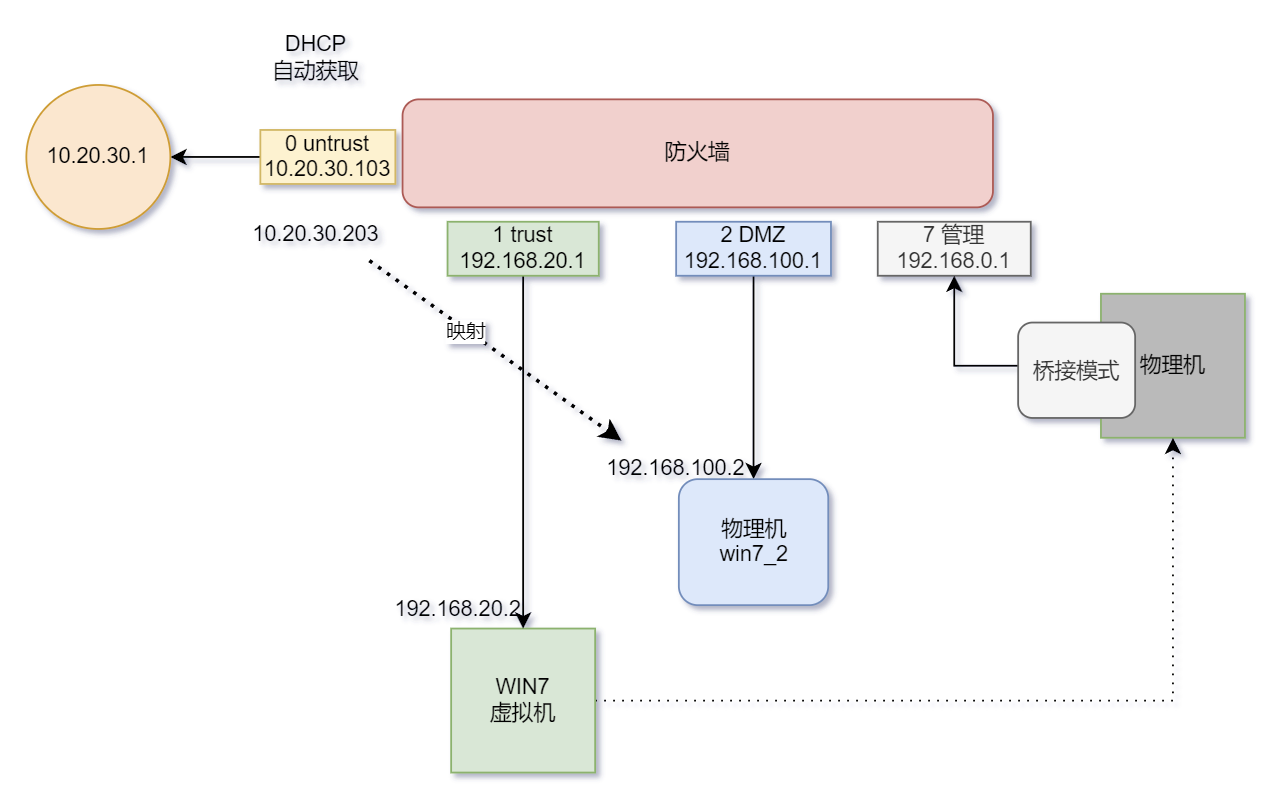 DHCP
自动获取
10.20.30.1
0 untrust
10.20.30.103
防火墙
10.20.30.203
1 trust
192.168.20.1
2 DMZ
192.168.100.1
7 管理
192.168.0.1
映射
桥接模式
物理机
192.168.100.2
物理机
win7_2
192.168.20.2
WIN7
虚拟机